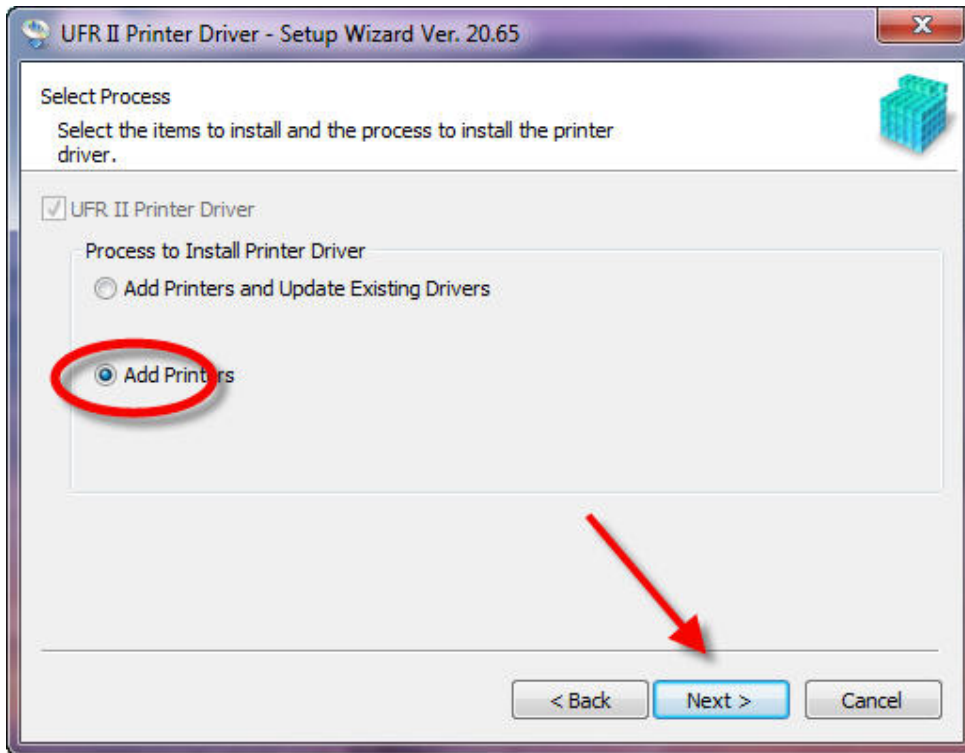 UFR II Printer Driver - Setup Wizard Ver. 20.65
Select Process
Select the items to install and the process to install the printer
driver.
UFR II Printer Driver
Process to Install Printer Driver
Add Printers and Update Existing Drivers
Add Printers
< Back Next > Cancel